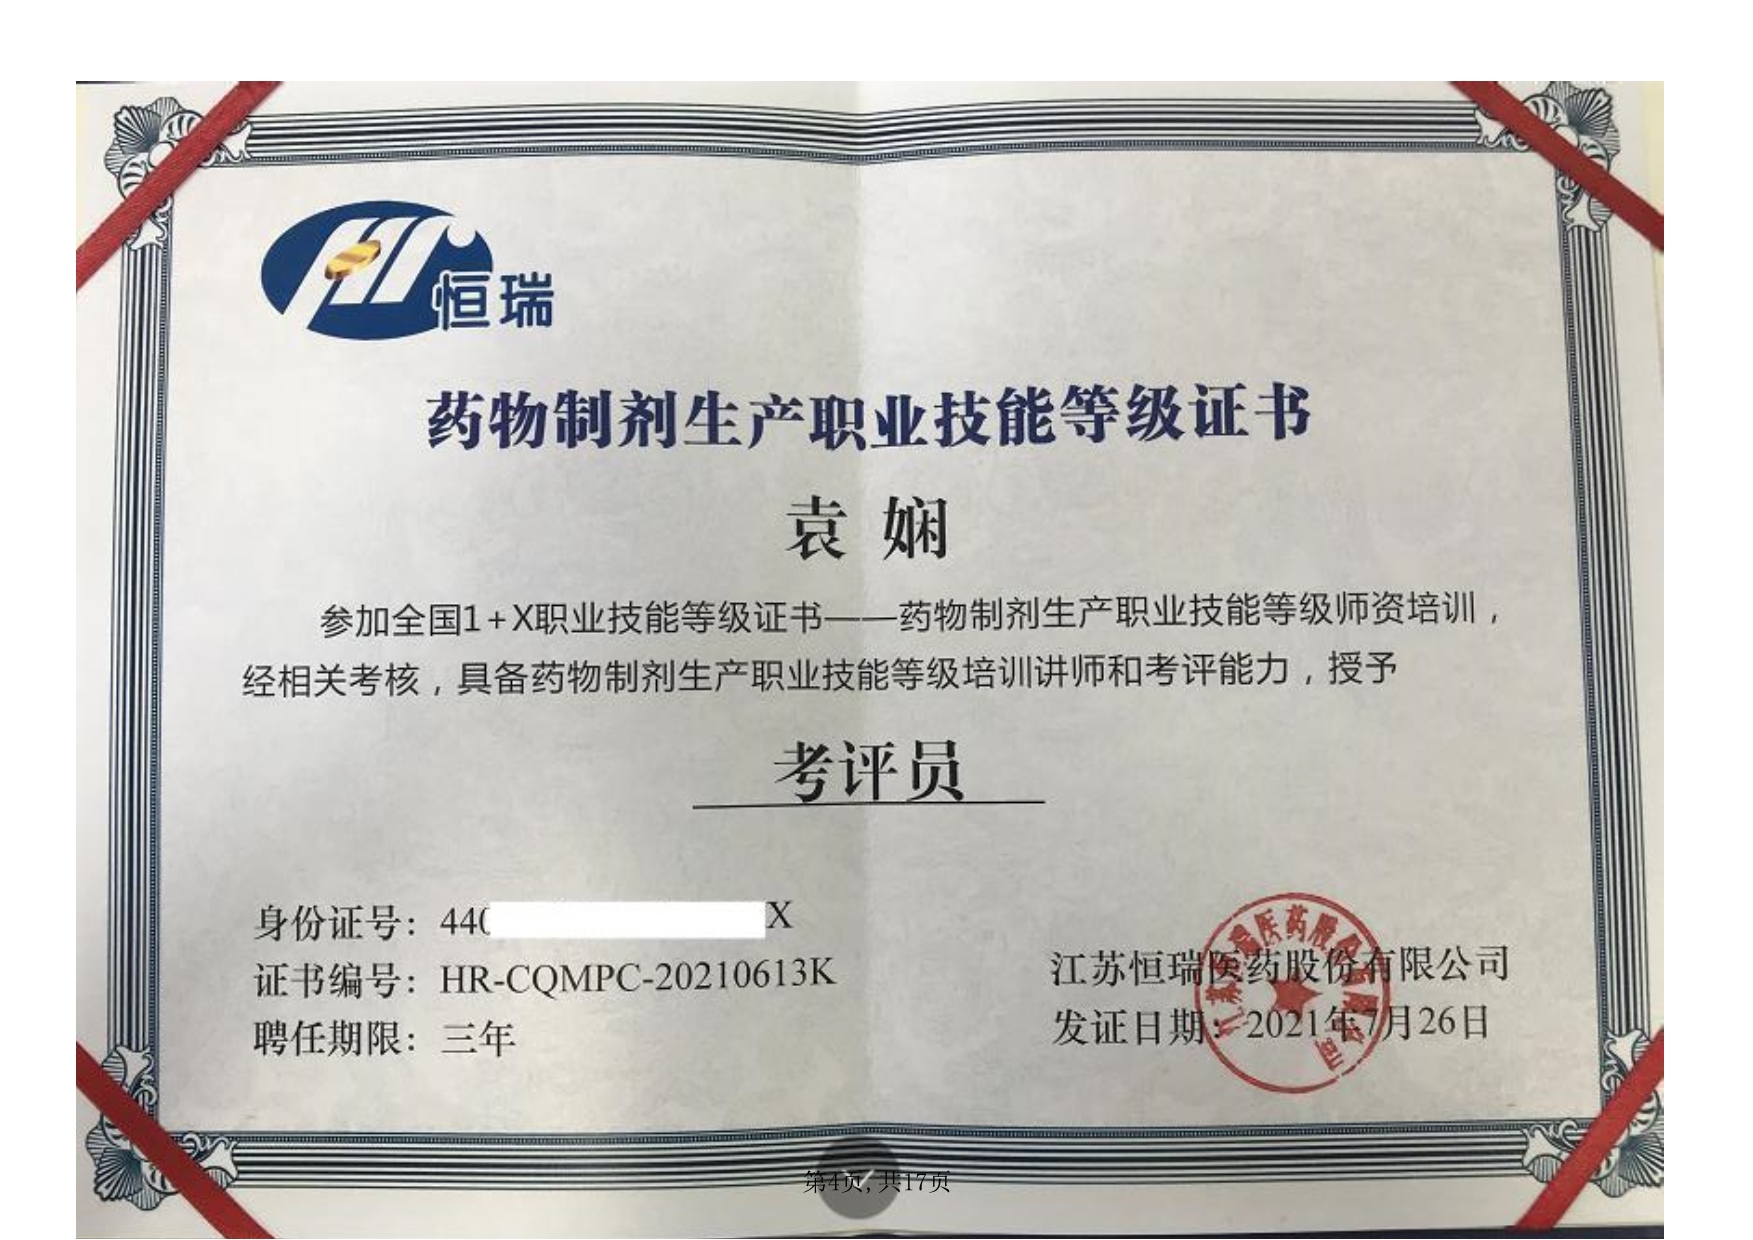 恒瑞
药物制剂生产职业技能等级证书
袁 娴
参加全国1+X职业技能等级证书——药物制剂生产职业技能等级师资培训，
经相关考核，具备药物制剂生产职业技能等级培训讲师和考评能力，授予
考评员
身份证号：440 X
证书编号：HR-CQMPC-20210613K
聘任期限：三年
江苏恒瑞医药股份有限公司
发证日期：2021年7月26日
第4页, 共17页